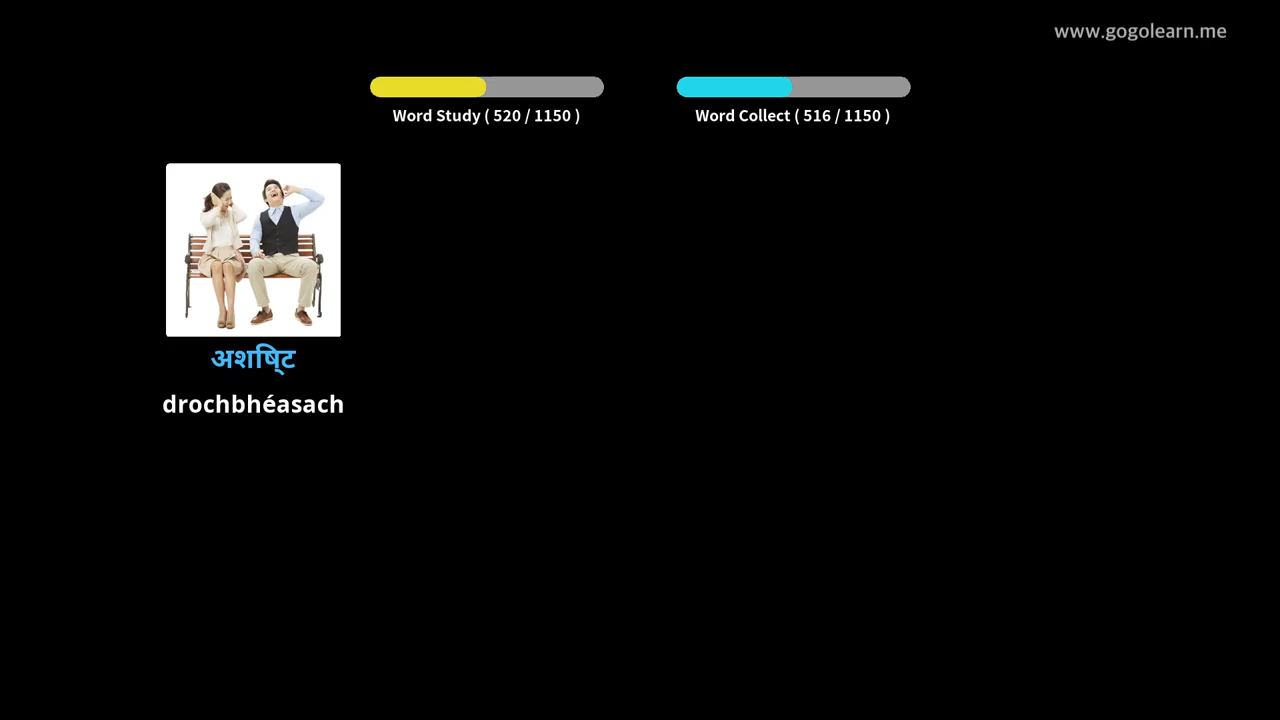 www.gogolearn.me
Word Study ( 520 / 1150 )
Word Collect ( 516 / 1150 )
अशिष्ट
drochbhéasach